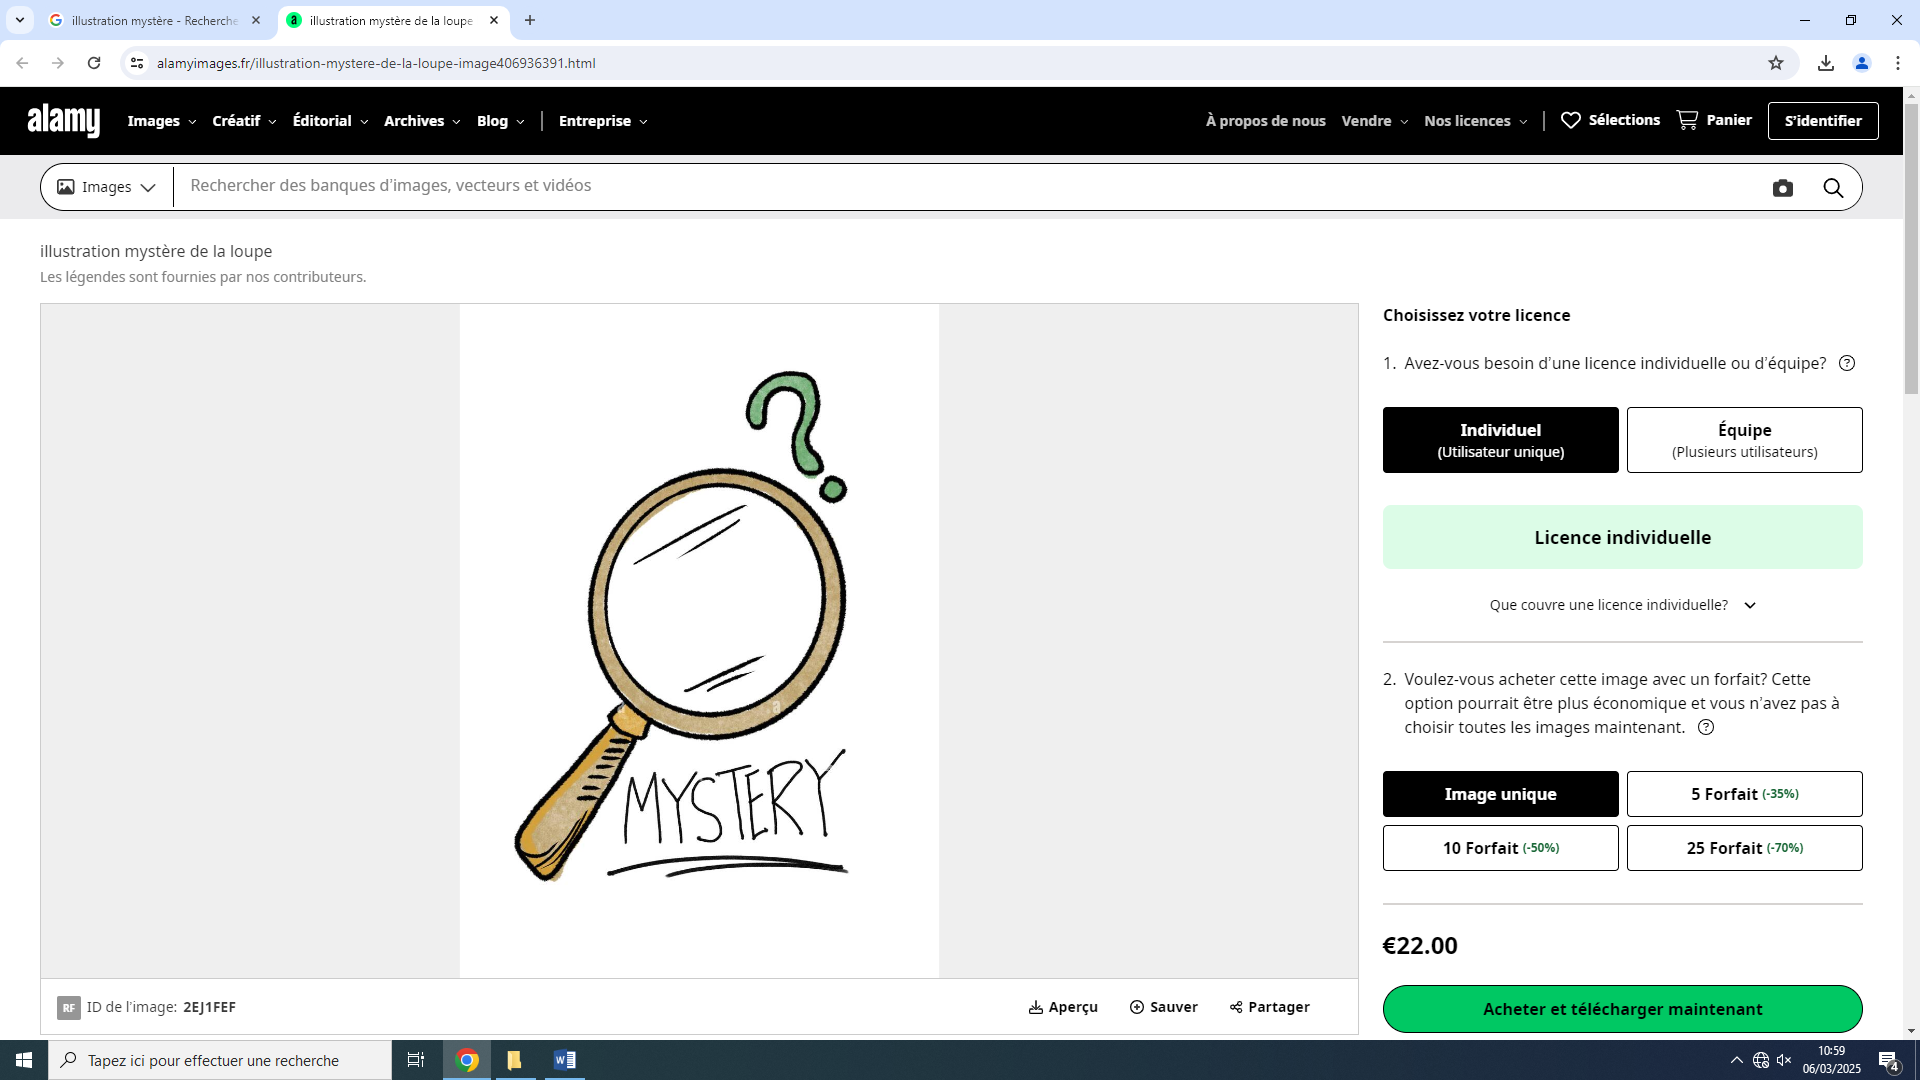 illustration mystère - Recherche
illustration mystère de la loupe
alamyimages.fr/illustration-mystere-de-la-loupe-image406936391.html
alamy Images Créatif Éditorial Archives Blog Entreprise À propos de nous Vendre Nos licences Sélections Panier S'identifier
Images Rechercher des banques d'images, vecteurs et vidéos
illustration mystère de la loupe
Les légendes sont fournies par nos contributeurs.
?
MYSTERY
a
RF ID de l'image: 2EJ1FEF
Aperçu Sauver Partager
Choisissez votre licence
1. Avez-vous besoin d'une licence individuelle ou d'équipe? ?
Individuel
(Utilisateur unique)
Équipe
(Plusieurs utilisateurs)
Licence individuelle
Que couvre une licence individuelle?
2. Voulez-vous acheter cette image avec un forfait? Cette
option pourrait être plus économique et vous n'avez pas à
choisir toutes les images maintenant. ?
Image unique
5 Forfait (-35%)
10 Forfait (-50%)
25 Forfait (-70%)
€22.00
Acheter et télécharger maintenant
Tapez ici pour effectuer une recherche
10:59
06/03/2025
4